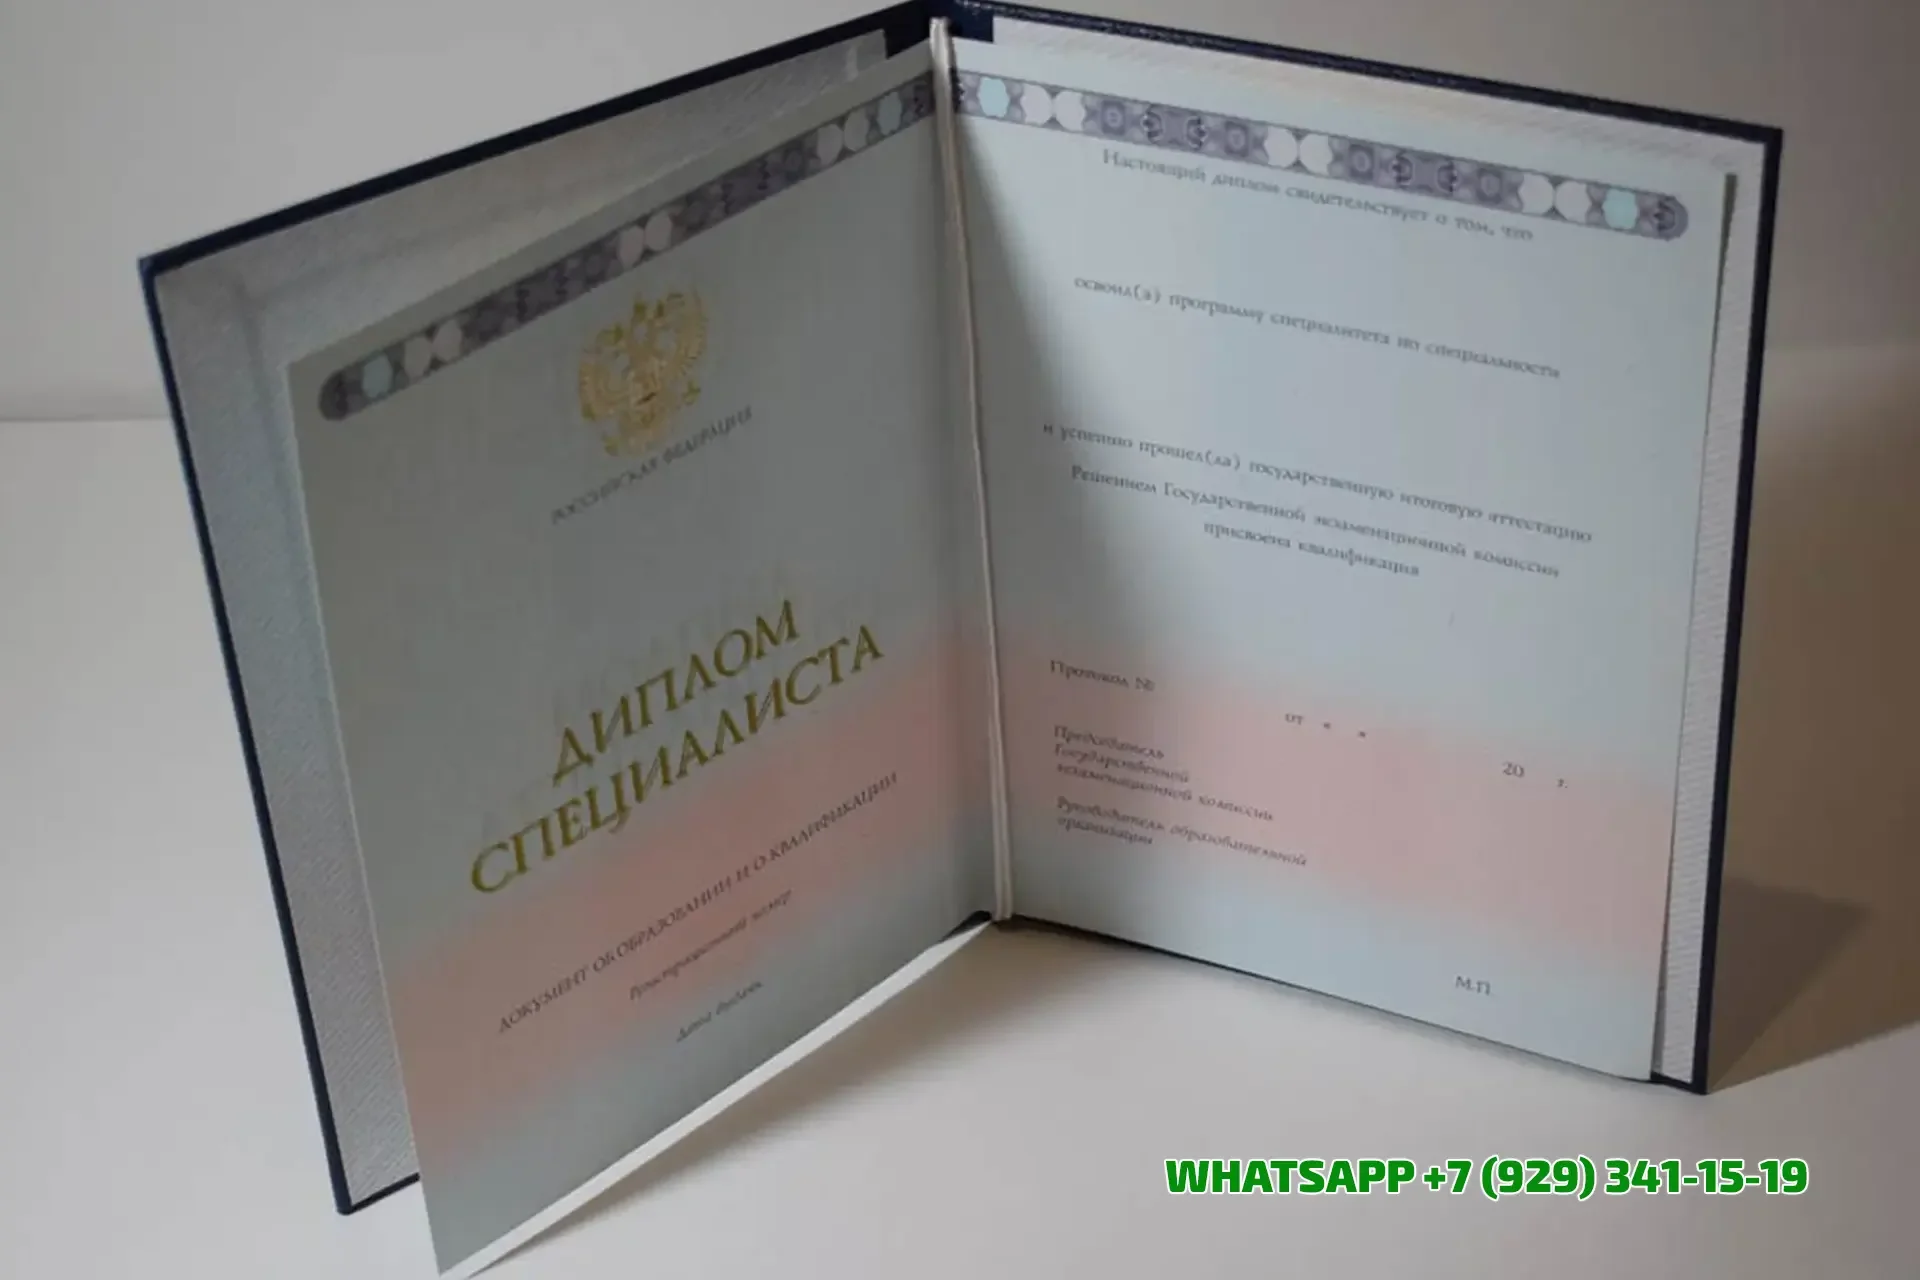 РОССИЙСКАЯ ФЕДЕРАЦИЯ
ДИПЛОМ
СПЕЦИАЛИСТА
ДОКУМЕНТ ОБ ОБРАЗОВАНИИ И О КВАЛИФИКАЦИИ
Регистрационный номер
Дата выдачи
Настоящий диплом свидетельствует о том, что
освоил(а) программу специалитета по специальности
и успешно прошел(ла) государственную итоговую аттестацию
Решением Государственной экзаменационной комиссии
присвоена квалификация
Протокол №
от « » 20 г.
Председатель
Государственной
экзаменационной комиссии
Руководитель образовательной
организации
М.П.
WHATSAPP +7 (929) 341-15-19